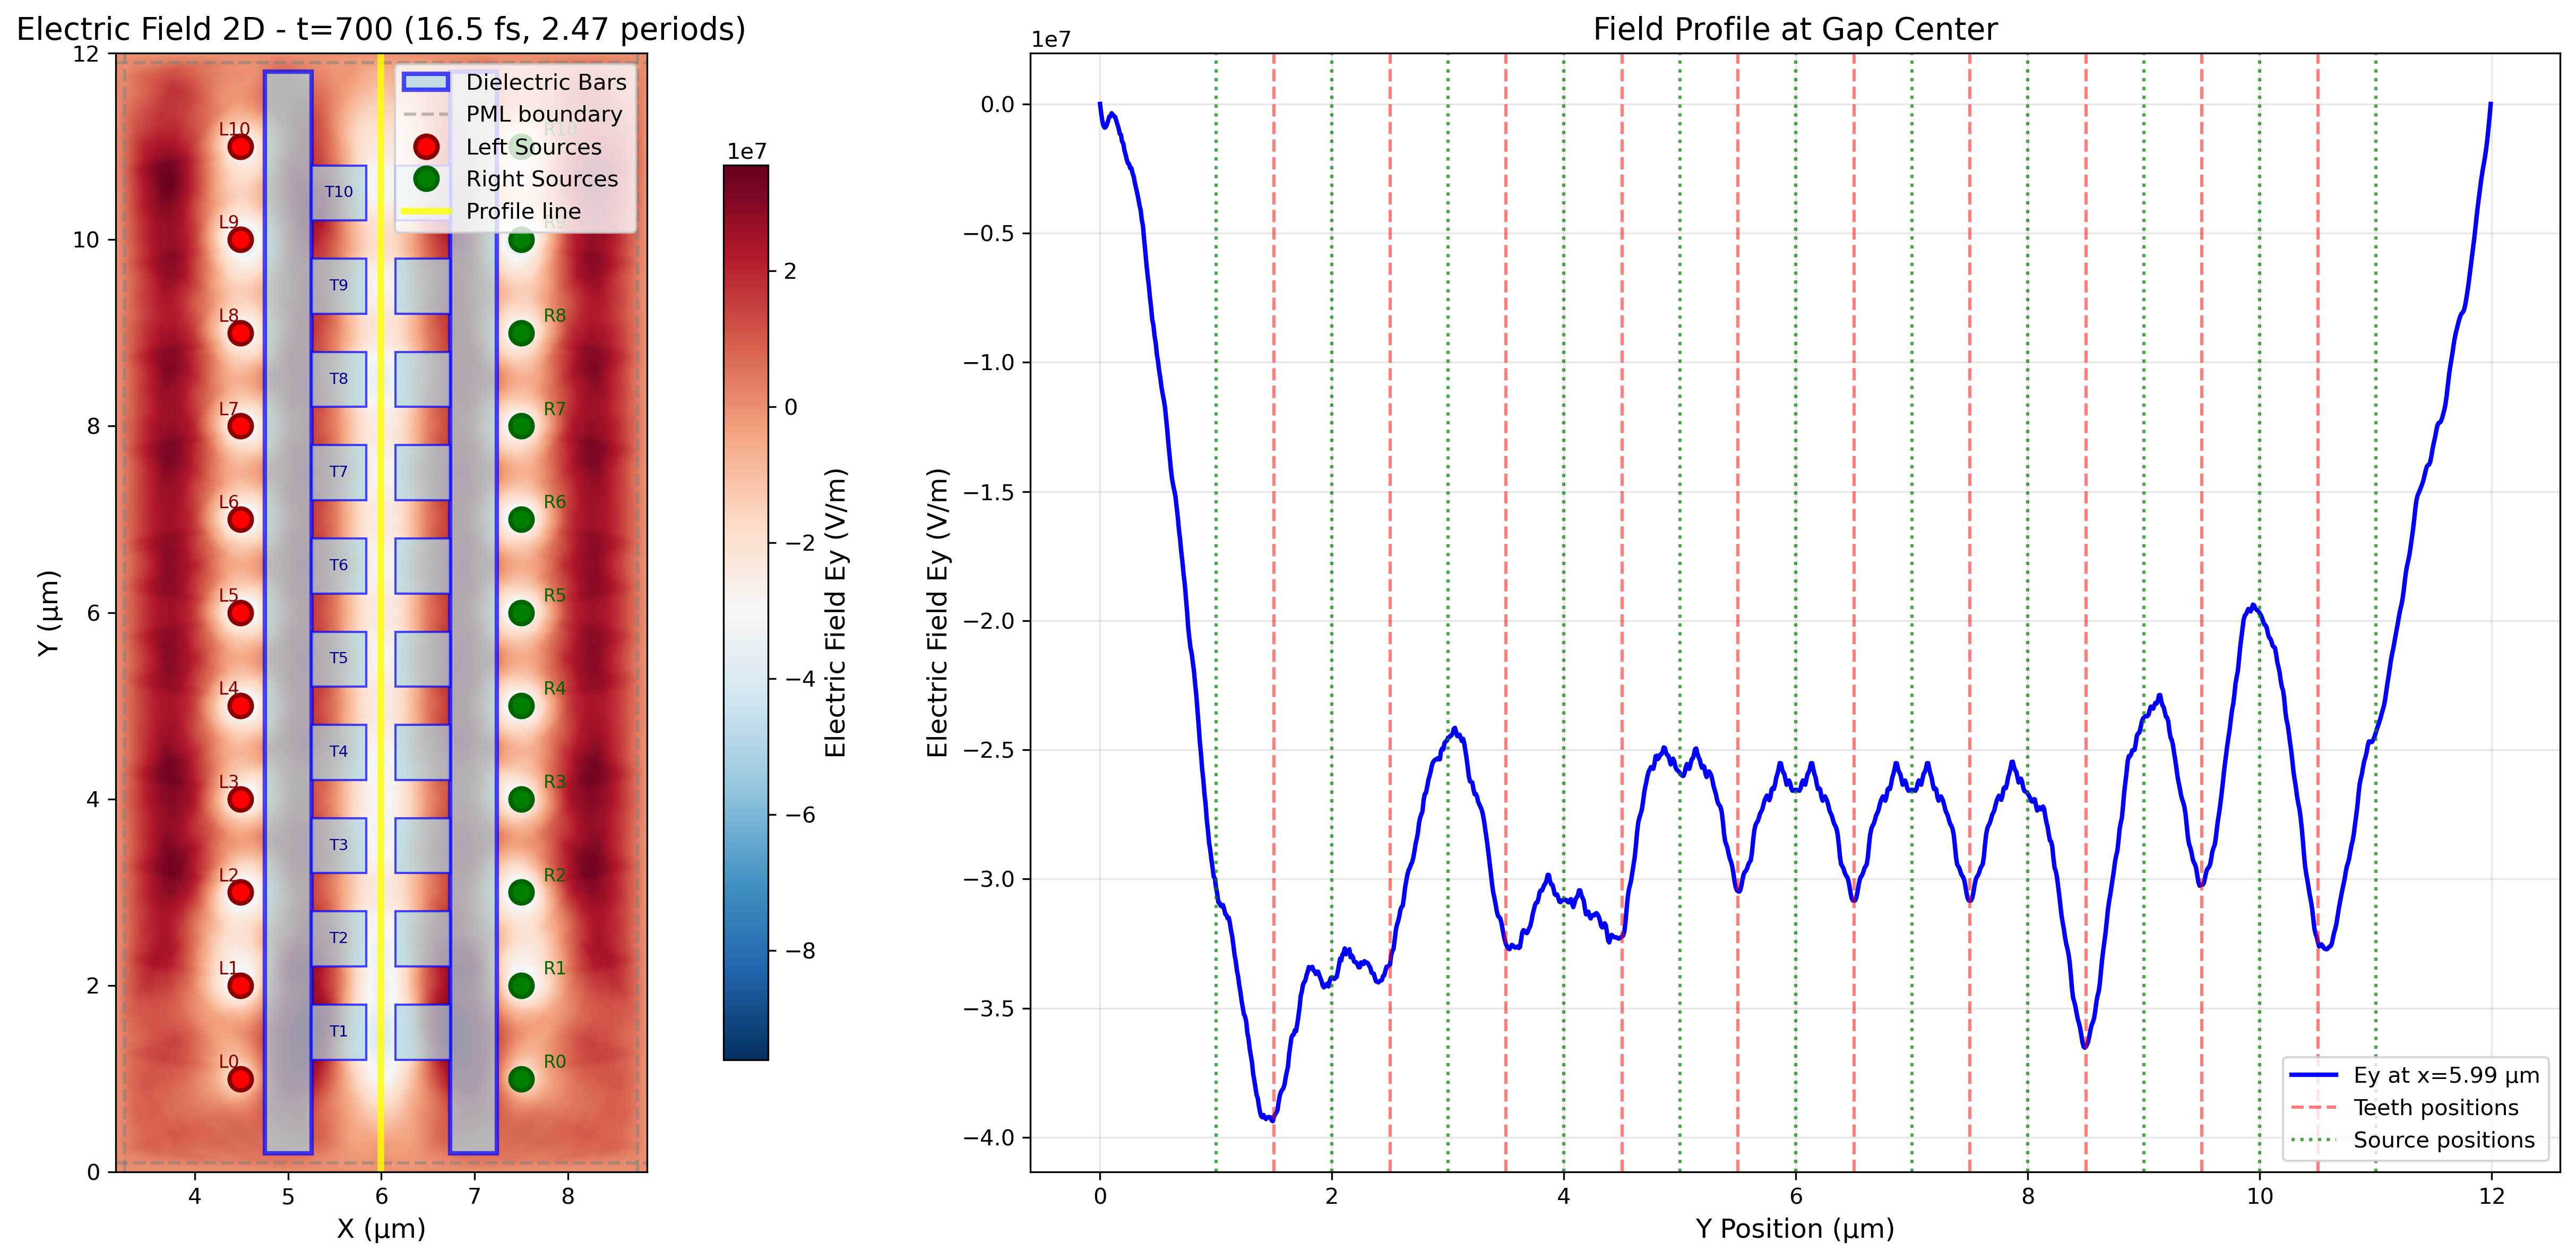 Electric Field 2D - t=700 (16.5 fs, 2.47 periods)
Field Profile at Gap Center
1e7
1e7
Dielectric Bars
PML boundary
Left Sources
Right Sources
Profile line
L10
L9
L8
L7
L6
L5
L4
L3
L2
L1
L0
T10
T9
T8
T7
T6
T5
T4
T3
T2
T1
R10
R9
R8
R7
R6
R5
R4
R3
R2
R1
R0
12
10
8
6
4
2
0
Y (μm)
4 5 6 7 8
X (μm)
2
0
−2
−4
−6
−8
Electric Field Ey (V/m)
0.0
−0.5
−1.0
−1.5
−2.0
−2.5
−3.0
−3.5
−4.0
Electric Field Ey (V/m)
0 2 4 6 8 10 12
Y Position (μm)
Ey at x=5.99 μm
Teeth positions
Source positions